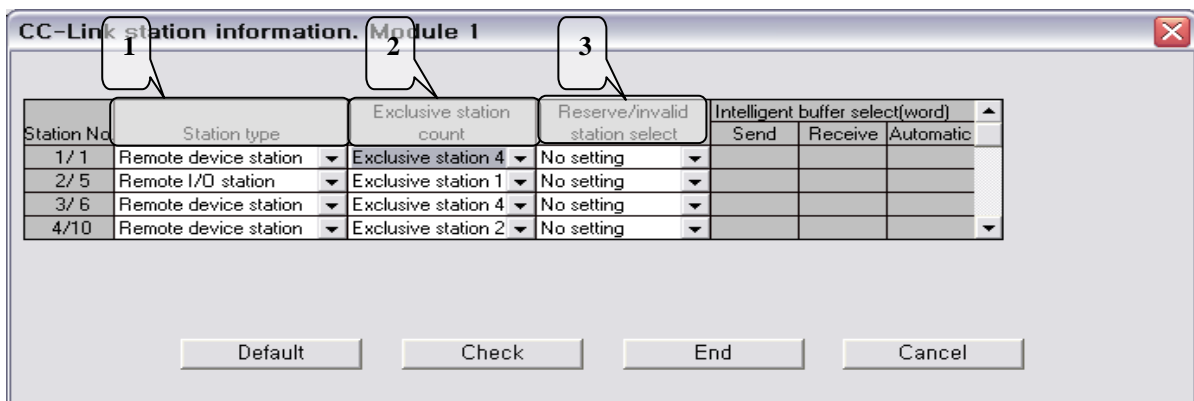 CC-Link station information. Module 1
1 2 3
Station No Station type Exclusive station count Reserve/invalid station select Intelligent buffer select(word)
Send Receive Automatic
1/ 1 Remote device station Exclusive station 4 No setting
2/ 5 Remote I/O station Exclusive station 1 No setting
3/ 6 Remote device station Exclusive station 4 No setting
4/10 Remote device station Exclusive station 2 No setting
Default Check End Cancel